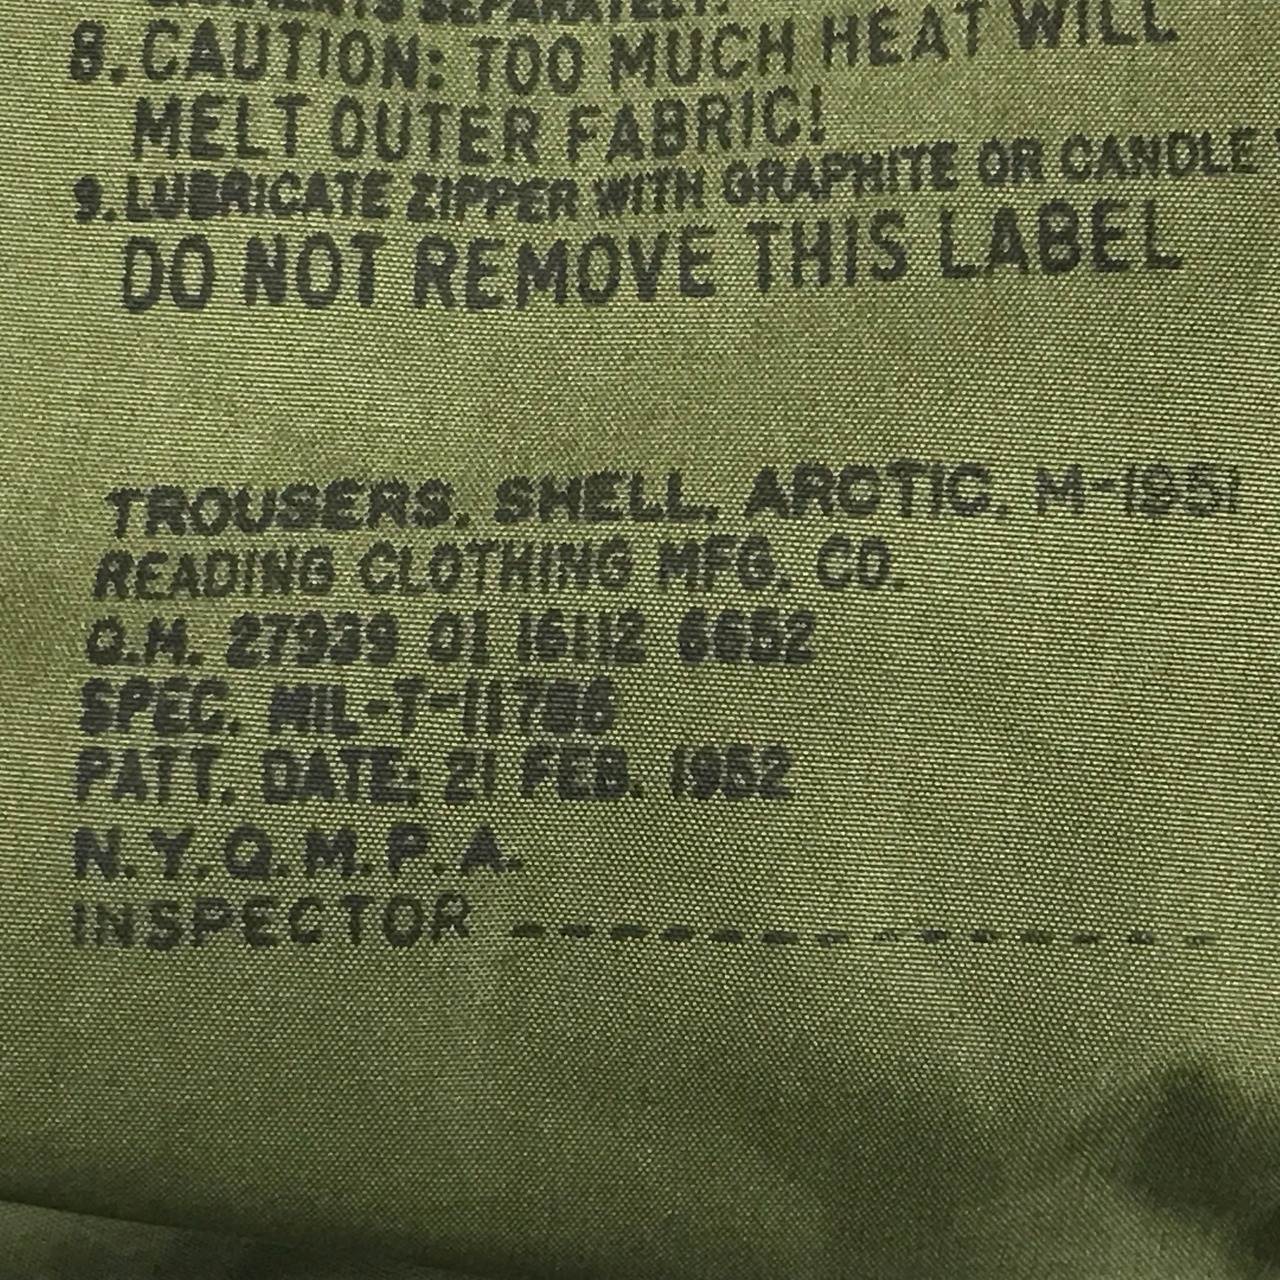 SEPARATELY.
8. CAUTION: TOO MUCH HEAT WILL
MELT OUTER FABRIC!
9. LUBRICATE ZIPPER WITH GRAPHITE OR CANDLE
DO NOT REMOVE THIS LABEL
TROUSERS, SHELL, ARCTIC, M-1951
READING CLOTHING MFG. CO.
Q.M. 27939 01 16112 6652
SPEC. MIL-T-11786
PATT. DATE: 21 FEB. 1952
N.Y.Q.M.P.A.
INSPECTOR --------------